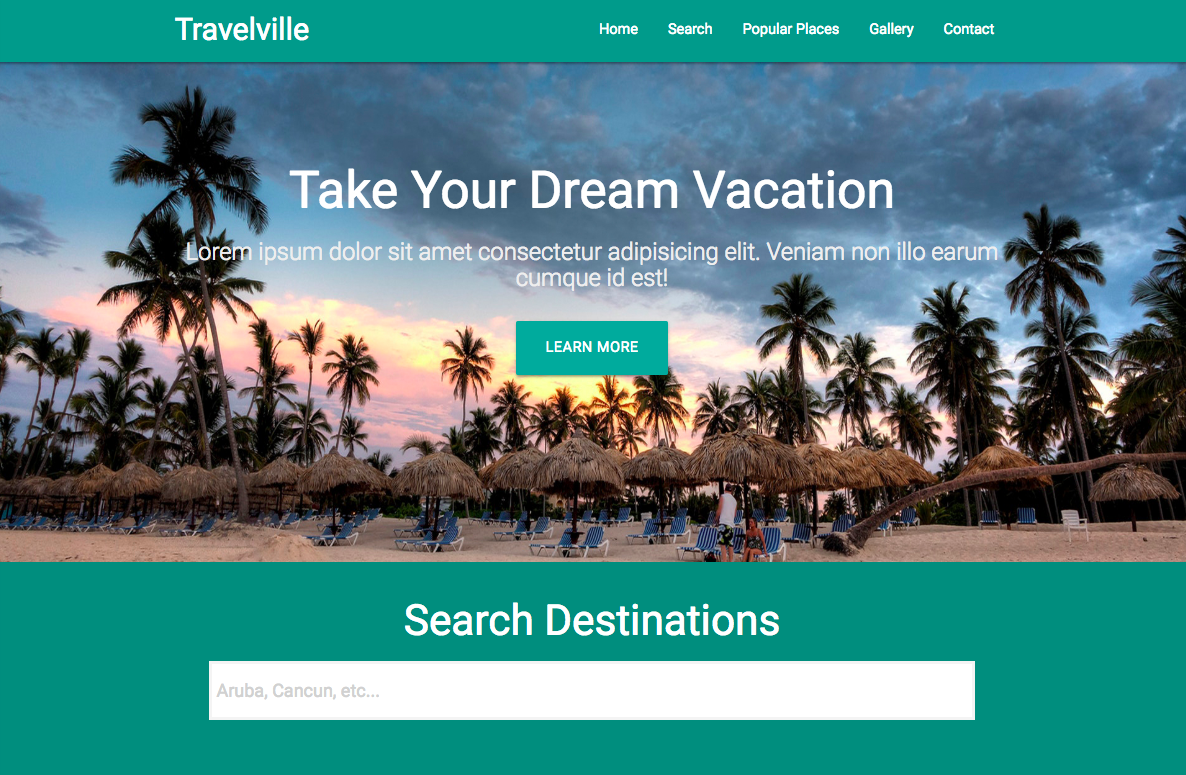 Travelville
Home Search Popular Places Gallery Contact
Take Your Dream Vacation
Lorem ipsum dolor sit amet consectetur adipisicing elit. Veniam non illo earum
cumque id est!
LEARN MORE
Search Destinations
Aruba, Cancun, etc...